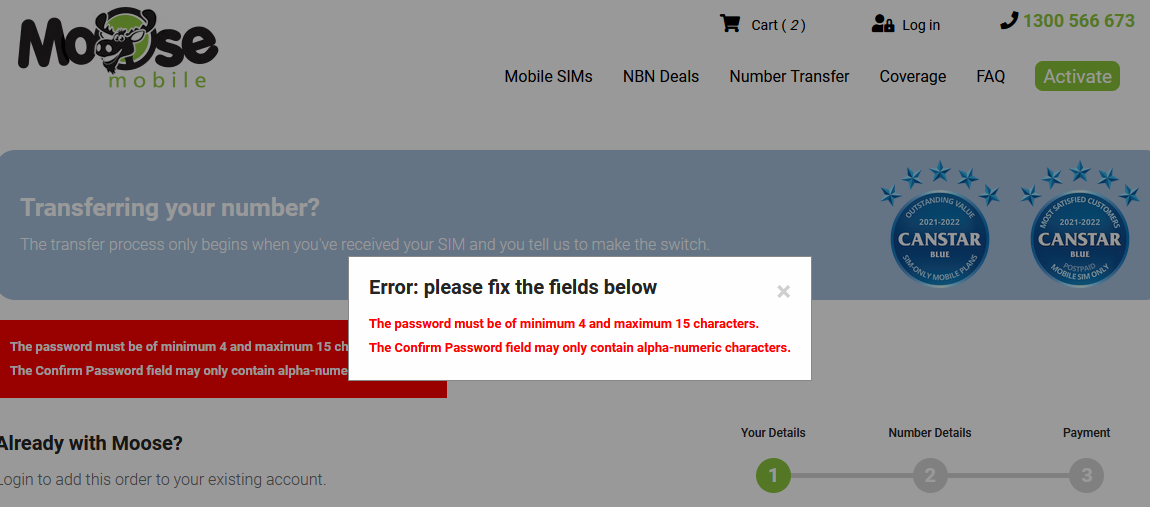 Moose
mobile
Cart ( 2 )
Log in
1300 566 673
Mobile SIMs
NBN Deals
Number Transfer
Coverage
FAQ
Activate
Transferring your number?
The transfer process only begins when you've received your SIM and you tell us to make the switch.
OUTSTANDING VALUE
2021-2022
CANSTAR
BLUE
SIM-ONLY MOBILE PLANS
MOST SATISFIED CUSTOMERS
2021-2022
CANSTAR
BLUE
POSTPAID
MOBILE SIM ONLY
Error: please fix the fields below
×
The password must be of minimum 4 and maximum 15 characters.
The Confirm Password field may only contain alpha-numeric characters.
The password must be of minimum 4 and maximum 15 ch
The Confirm Password field may only contain alpha-nume
Already with Moose?
Login to add this order to your existing account.
Your Details
Number Details
Payment
1
2
3